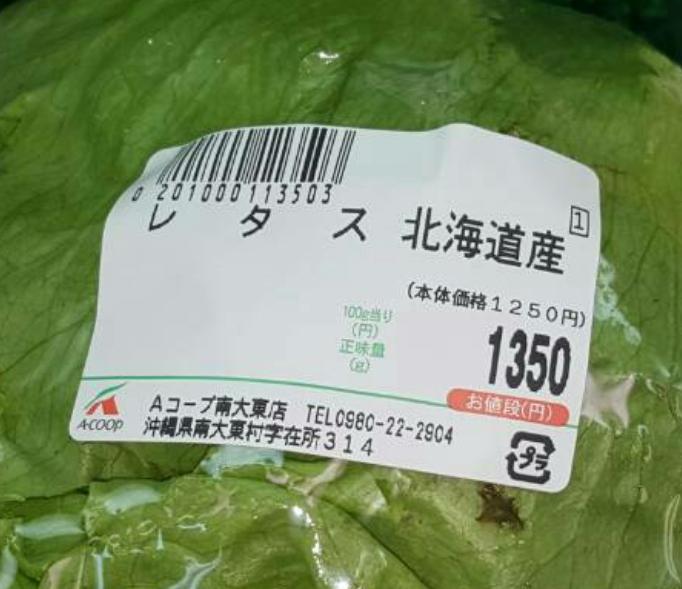 0 201000113503
レタス 北海道産 1
(本体価格1250円)
100g当り
(円)
正味量
(g)
1350
お値段(円)
A-COOP
Aコープ南大東店 TEL0980-22-2904
沖縄県南大東村字在所314
プラ